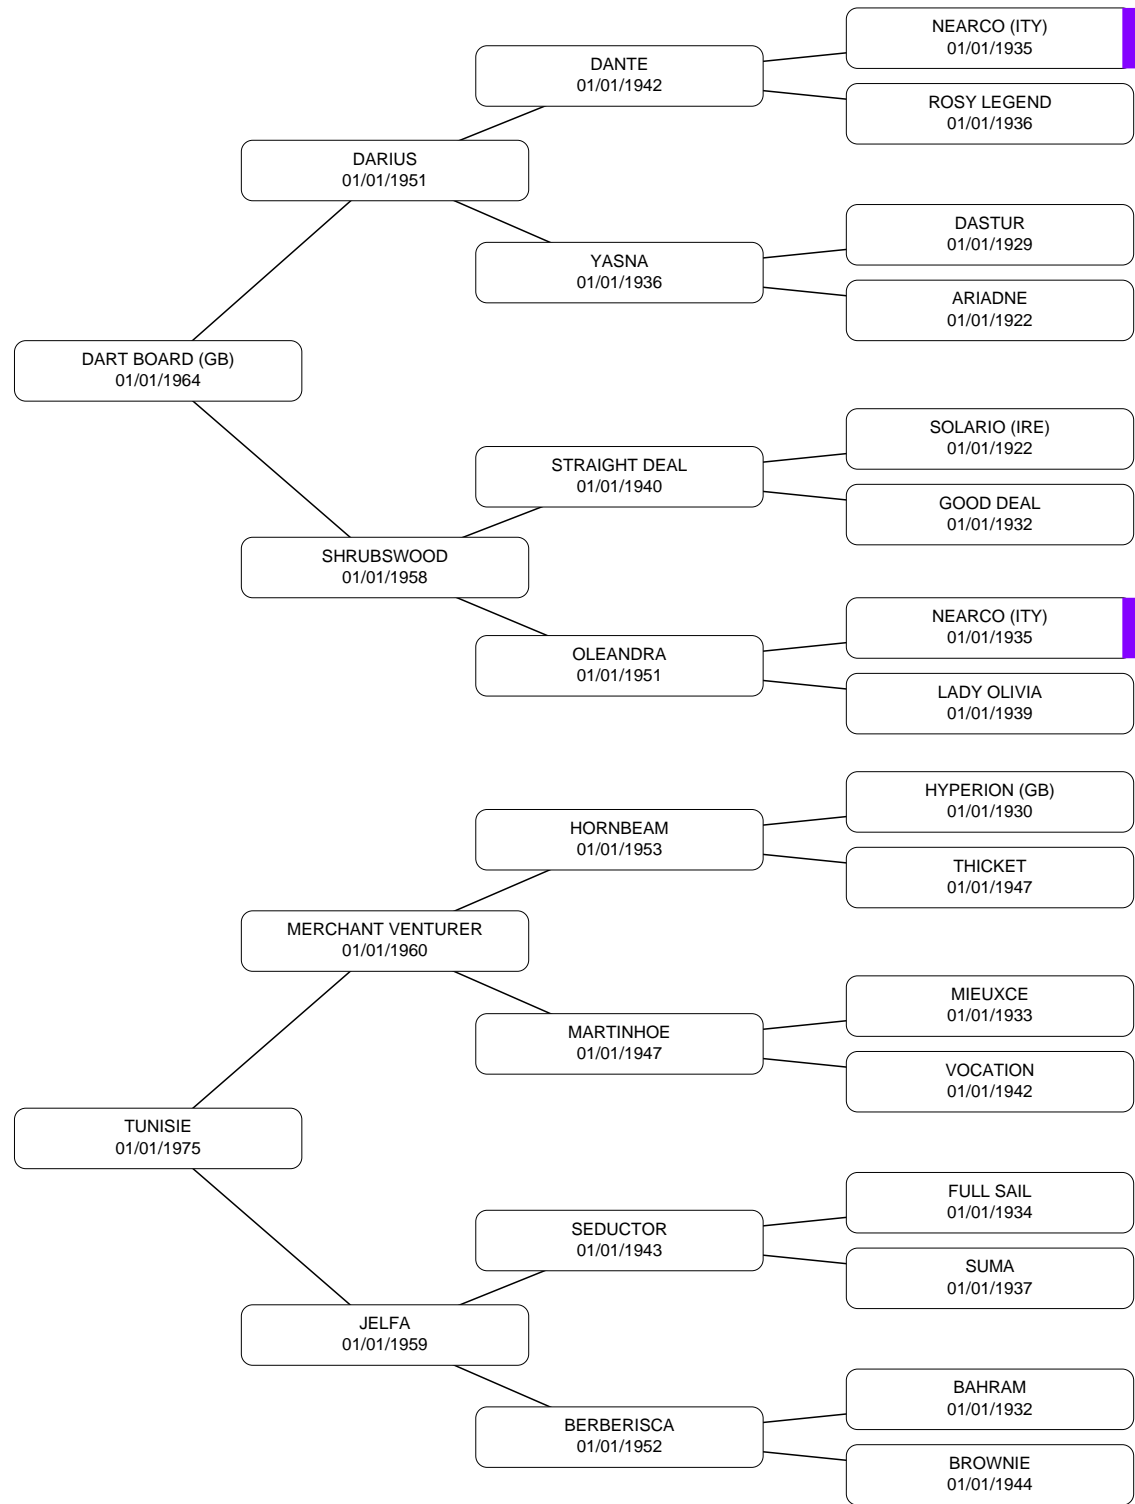 NEARCO (ITY)
01/01/1935
DANTE
01/01/1942
ROSY LEGEND
01/01/1936
DARIUS
01/01/1951
DASTUR
01/01/1929
YASNA
01/01/1936
ARIADNE
01/01/1922
DART BOARD (GB)
01/01/1964
SOLARIO (IRE)
01/01/1922
STRAIGHT DEAL
01/01/1940
GOOD DEAL
01/01/1932
SHRUBSWOOD
01/01/1958
NEARCO (ITY)
01/01/1935
OLEANDRA
01/01/1951
LADY OLIVIA
01/01/1939
HYPERION (GB)
01/01/1930
HORNBEAM
01/01/1953
THICKET
01/01/1947
MERCHANT VENTURER
01/01/1960
MIEUXCE
01/01/1933
MARTINHOE
01/01/1947
VOCATION
01/01/1942
TUNISIE
01/01/1975
FULL SAIL
01/01/1934
SEDUCTOR
01/01/1943
SUMA
01/01/1937
JELFA
01/01/1959
BAHRAM
01/01/1932
BERBERISCA
01/01/1952
BROWNIE
01/01/1944